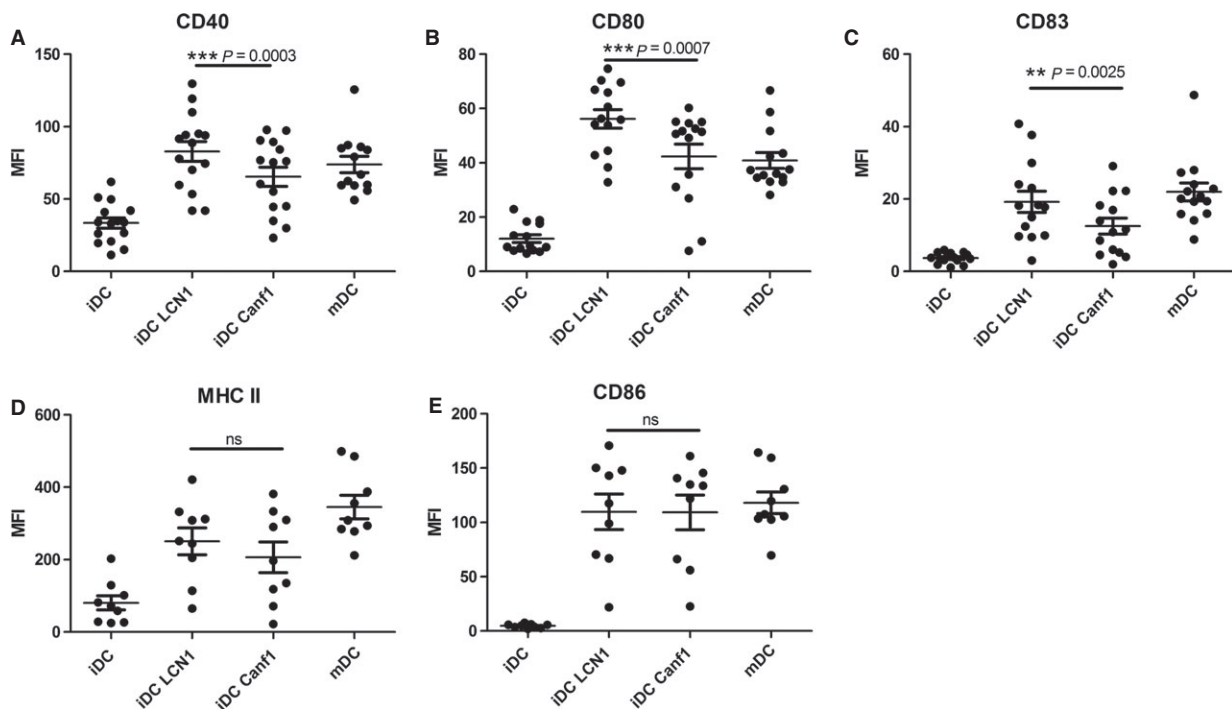 A
CD40
*** P = 0.0003
MFI
150
100
50
0
iDC
iDC LCN1
iDC Canf1
mDC
B
CD80
*** P = 0.0007
MFI
80
60
40
20
0
iDC
iDC LCN1
iDC Canf1
mDC
C
CD83
** P = 0.0025
MFI
60
40
20
0
iDC
iDC LCN1
iDC Canf1
mDC
D
MHC II
ns
MFI
600
400
200
0
iDC
iDC LCN1
iDC Canf1
mDC
E
CD86
ns
MFI
200
150
100
50
0
iDC
iDC LCN1
iDC Canf1
mDC